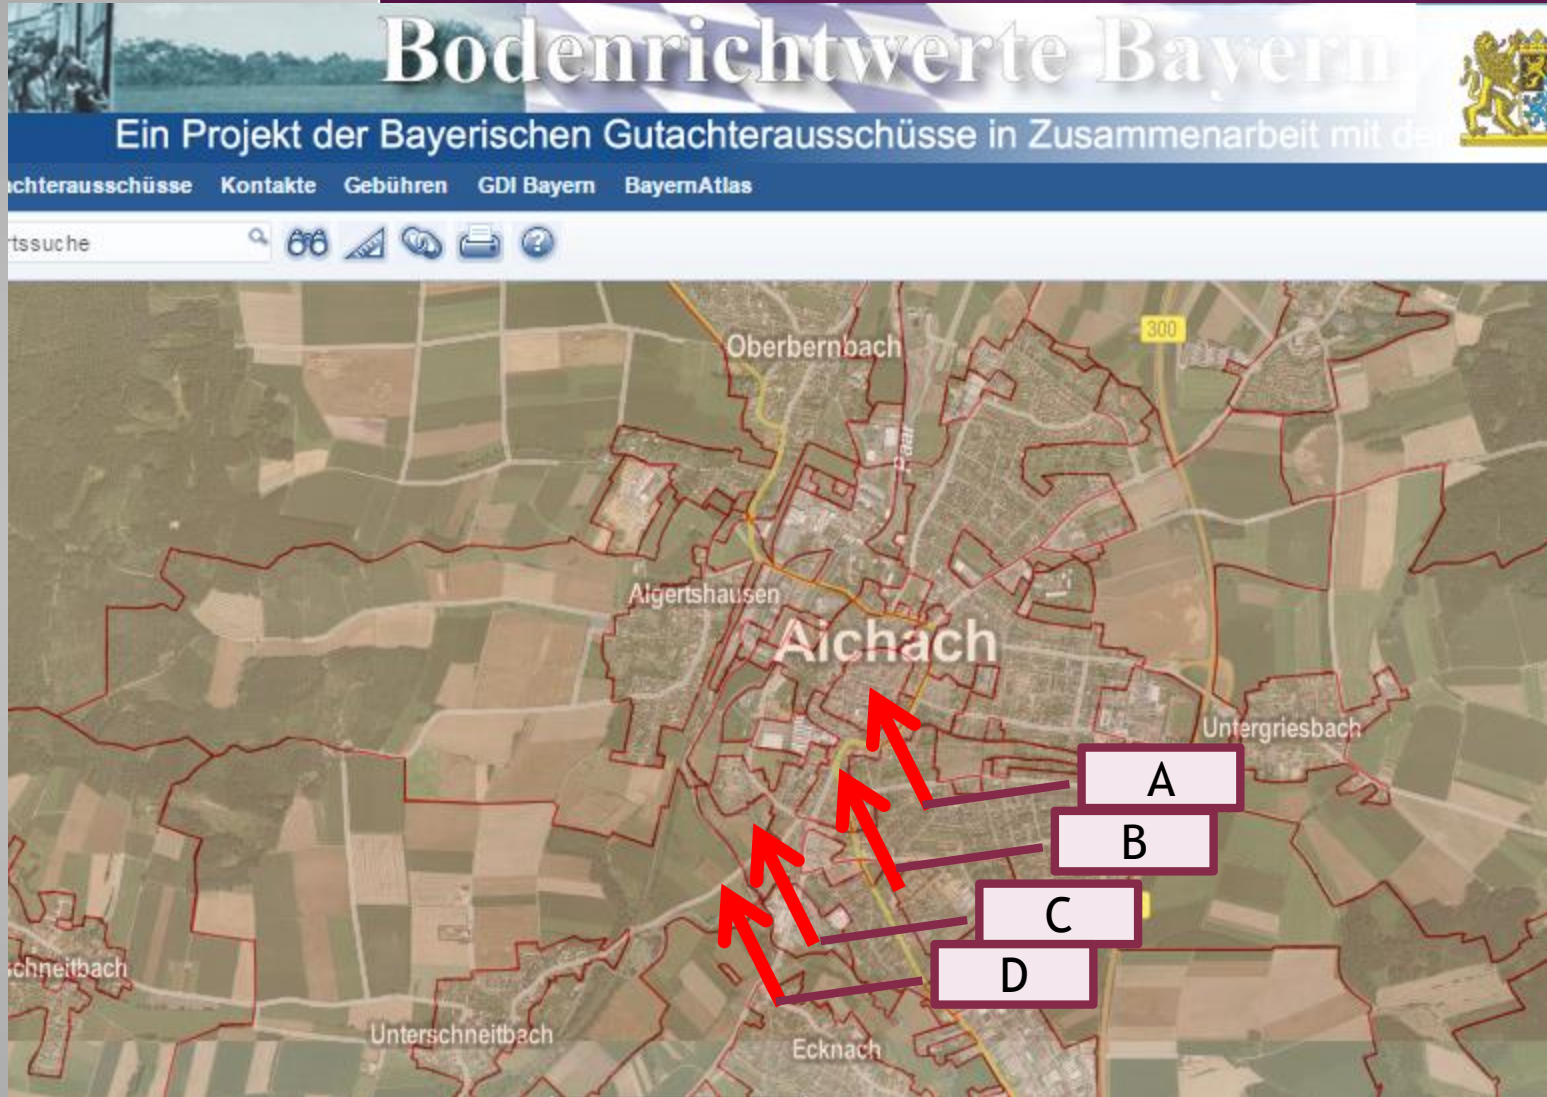 Bodenrichtwerte Bayern
Ein Projekt der Bayerischen Gutachterausschüsse in Zusammenarbeit mit de
chterausschüsse Kontakte Gebühren GDI Bayern BayernAtlas
rtssuche
300
Oberbernbach
Paar
Algertshausen
Aichach
Untergriesbach
A
B
C
D
schneitbach
Unterschneitbach
Ecknach